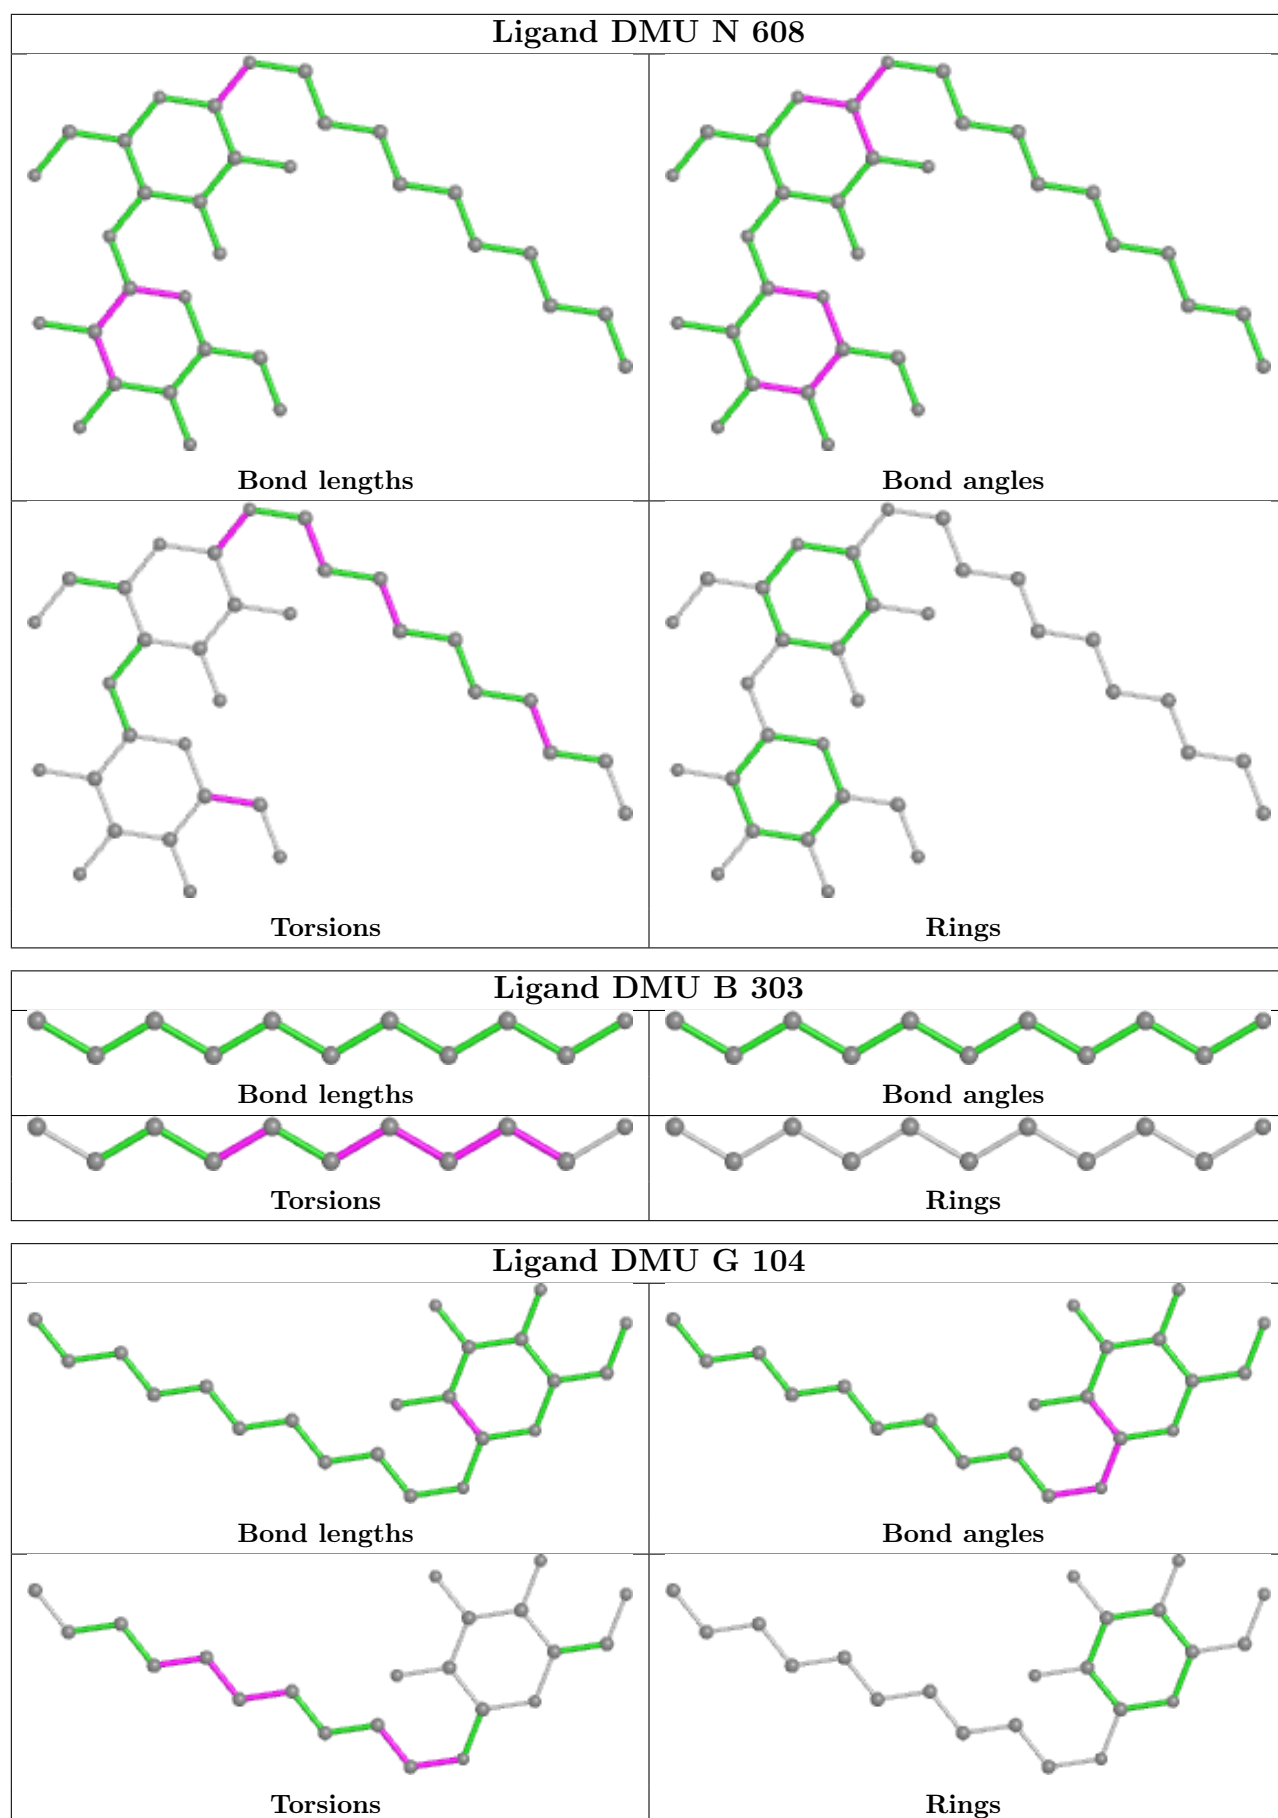 Ligand DMU N 608
Bond lengths
Bond angles
Torsions
Rings
Ligand DMU B 303
Bond lengths
Bond angles
Torsions
Rings
Ligand DMU G 104
Bond lengths
Bond angles
Torsions
Rings